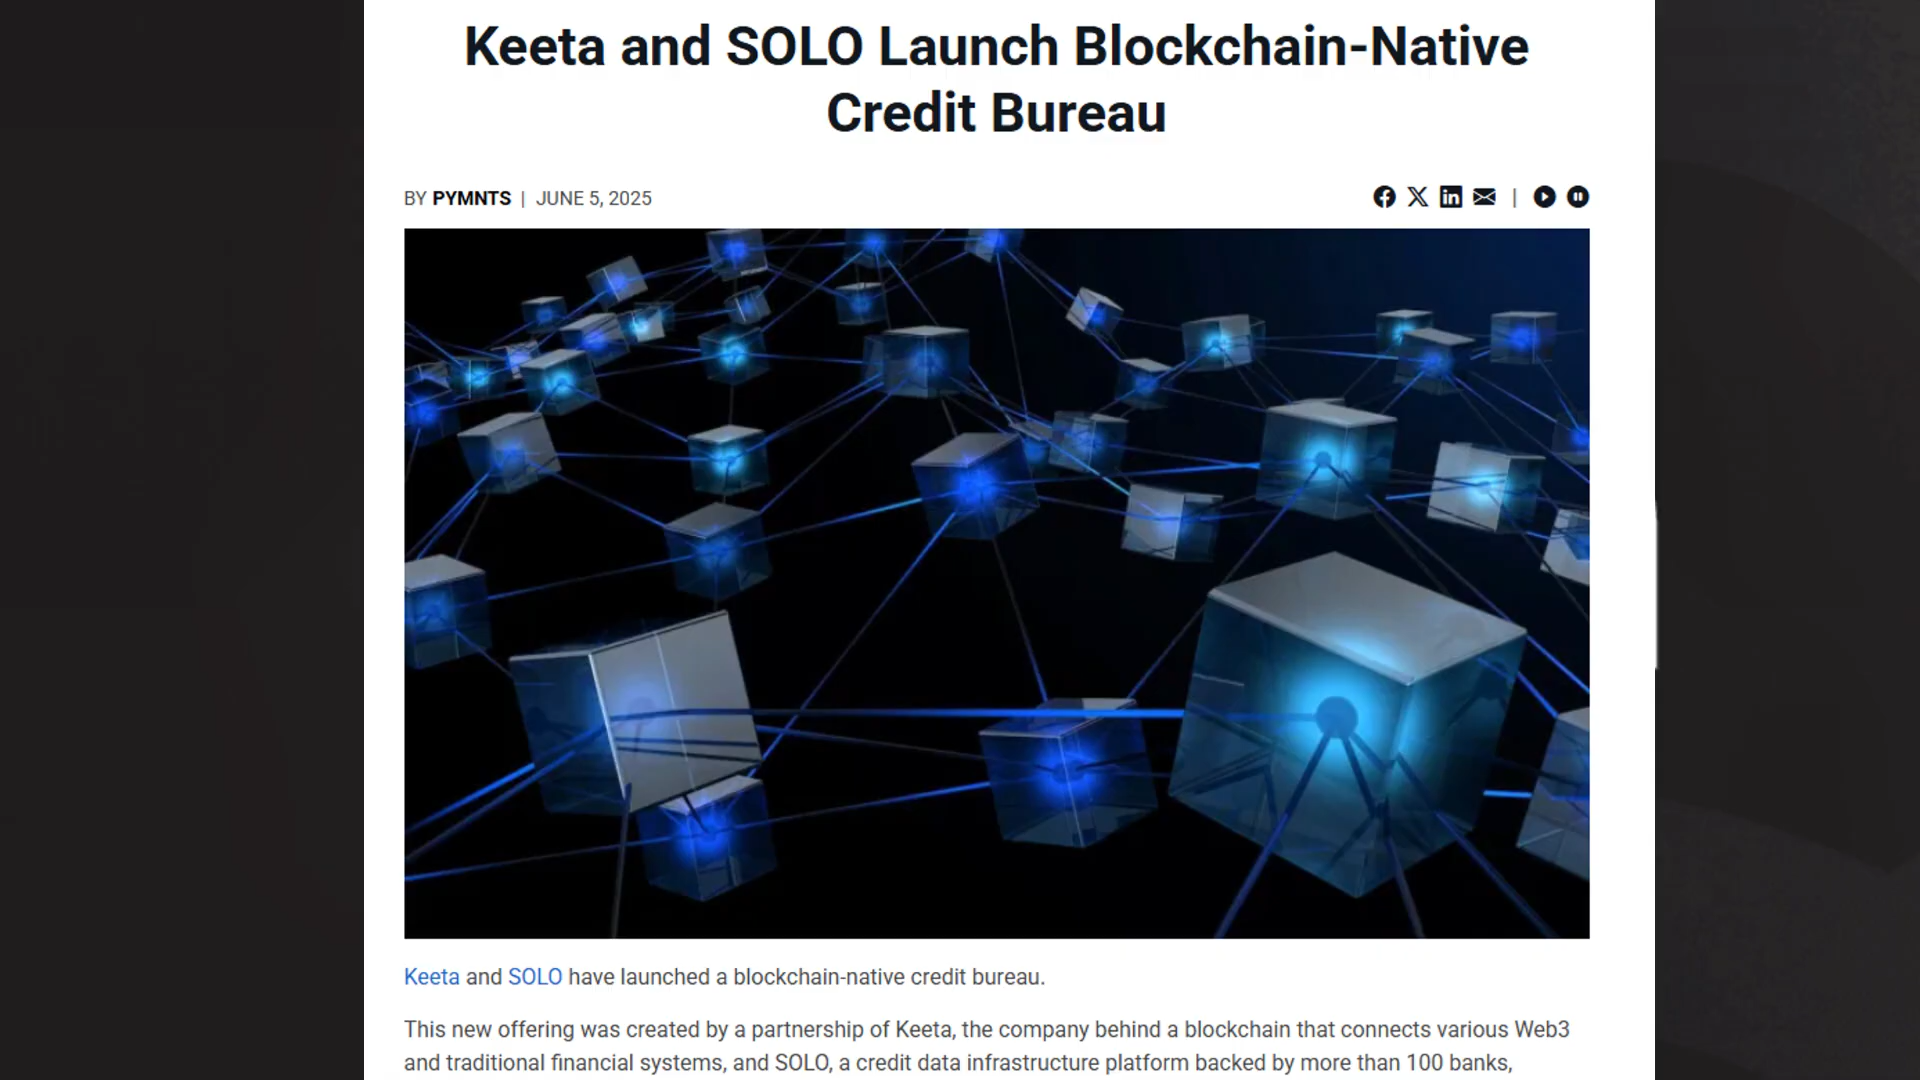 Keeta and SOLO Launch Blockchain-Native
Credit Bureau
BY PYMNTS | JUNE 5, 2025
Keeta and SOLO have launched a blockchain-native credit bureau.
This new offering was created by a partnership of Keeta, the company behind a blockchain that connects various Web3
and traditional financial systems, and SOLO, a credit data infrastructure platform backed by more than 100 banks,